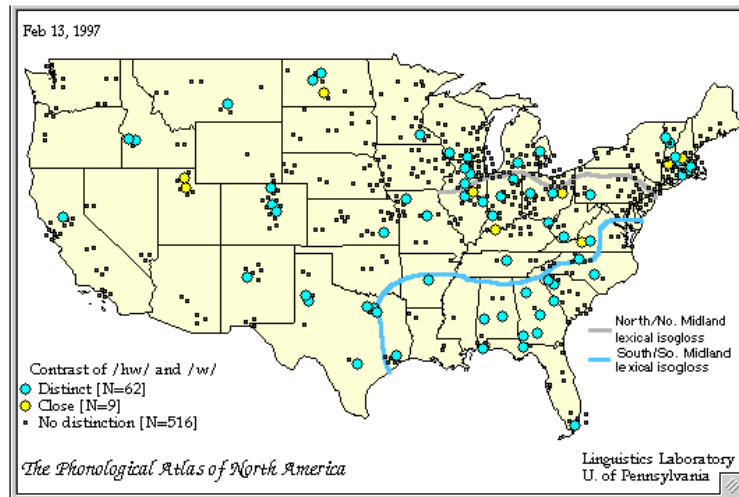 Feb 13, 1997
North/No. Midland
lexical isogloss
South/So. Midland
lexical isogloss
Contrast of /hw/ and /w/
Distinct [N=62]
Close [N=9]
No distinction [N=516]
The Phonological Atlas of North America
Linguistics Laboratory
U. of Pennsylvania